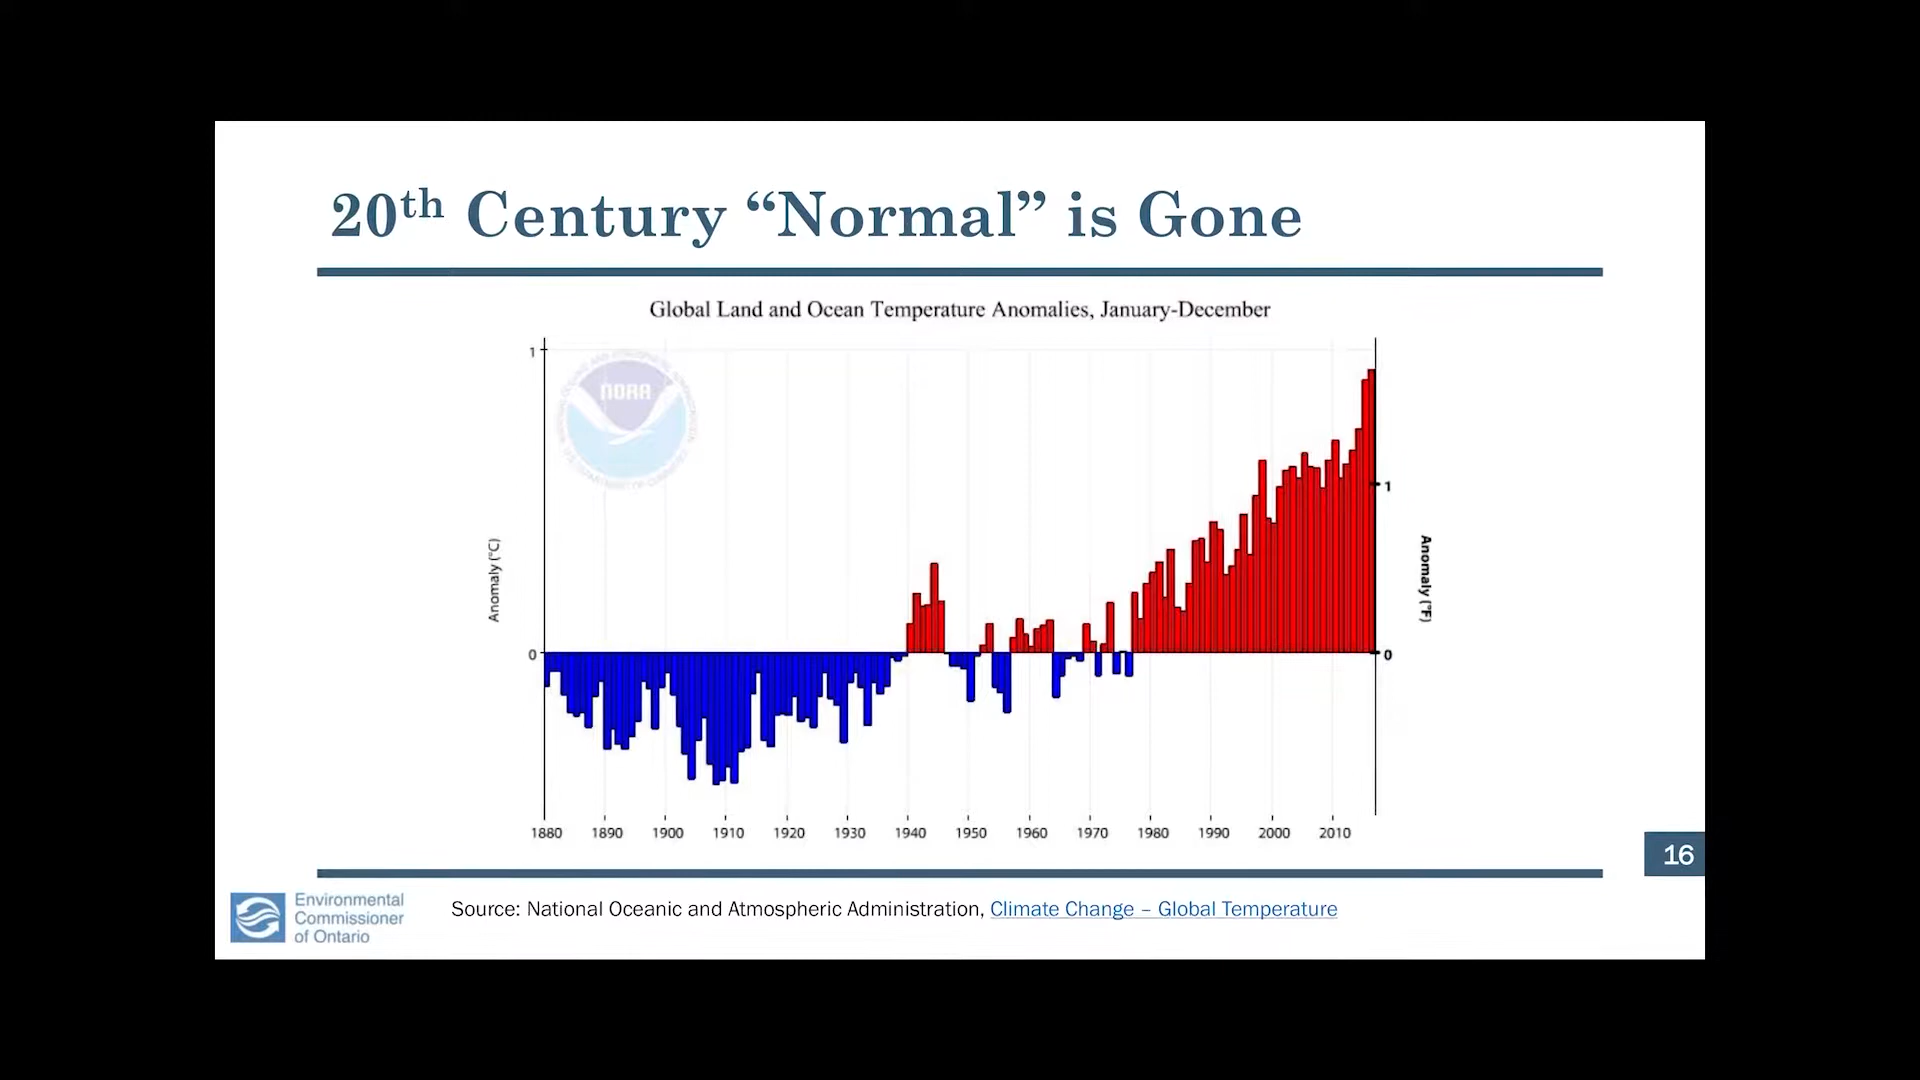 20th Century “Normal” is Gone
Global Land and Ocean Temperature Anomalies, January-December
NOAA
1
1
Anomaly (°C)
Anomaly (°F)
0
0
1880 1890 1900 1910 1920 1930 1940 1950 1960 1970 1980 1990 2000 2010
16
Environmental
Commissioner
of Ontario
Source: National Oceanic and Atmospheric Administration, Climate Change – Global Temperature